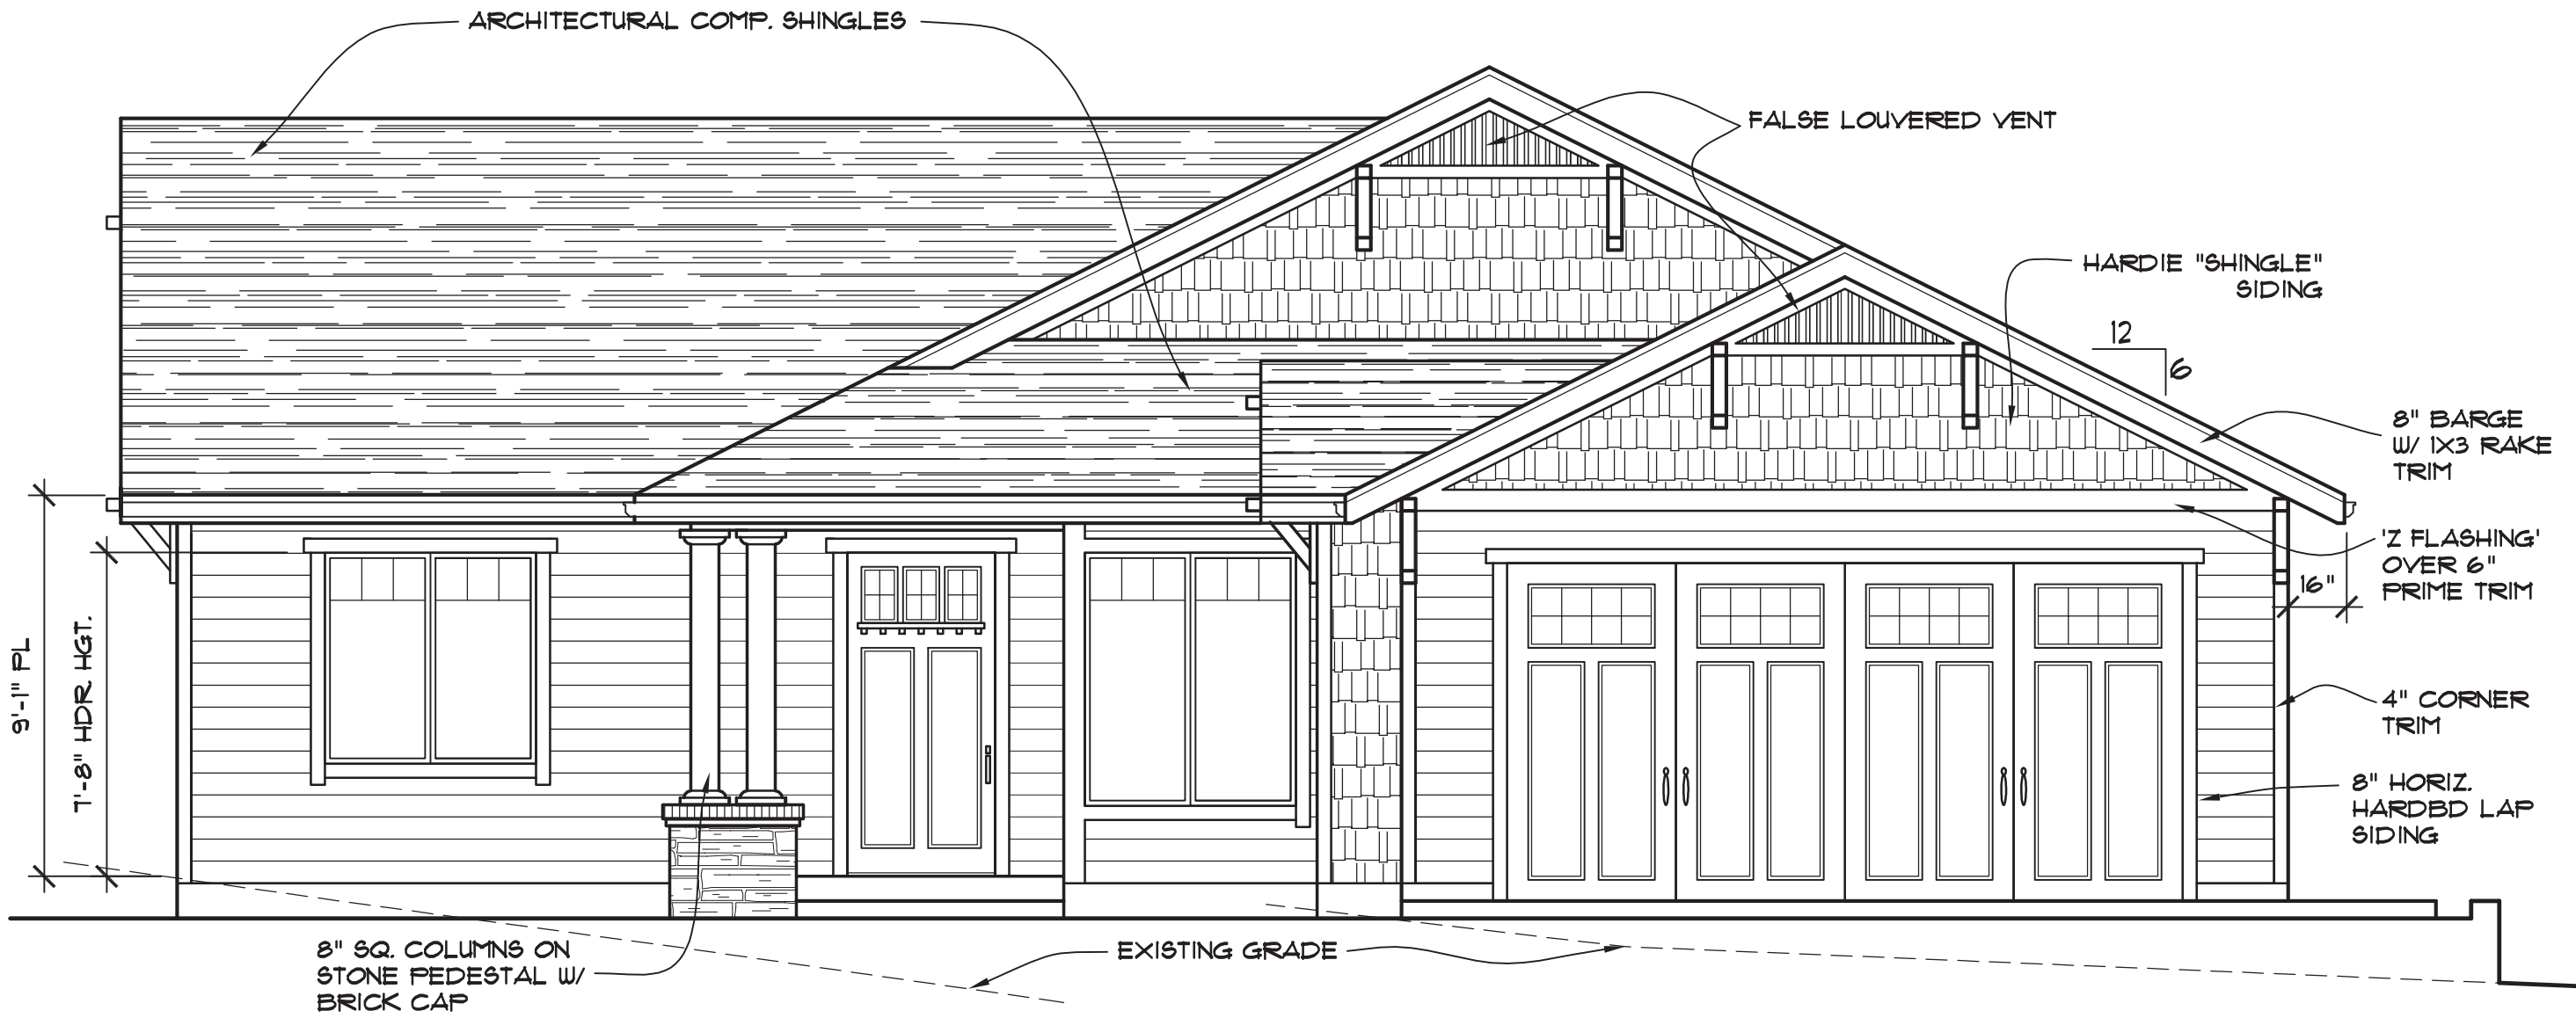 ARCHITECTURAL COMP. SHINGLES
FALSE LOUVERED VENT
HARDIE "SHINGLE"
SIDING
12
6
8" BARGE
W/ 1X3 RAKE
TRIM
'Z FLASHING'
OVER 6"
PRIME TRIM
16"
9'-1" PL
7'-8" HDR. HGT.
4" CORNER
TRIM
8" HORIZ.
HARDBD LAP
SIDING
8" SQ. COLUMNS ON
STONE PEDESTAL W/
BRICK CAP
EXISTING GRADE